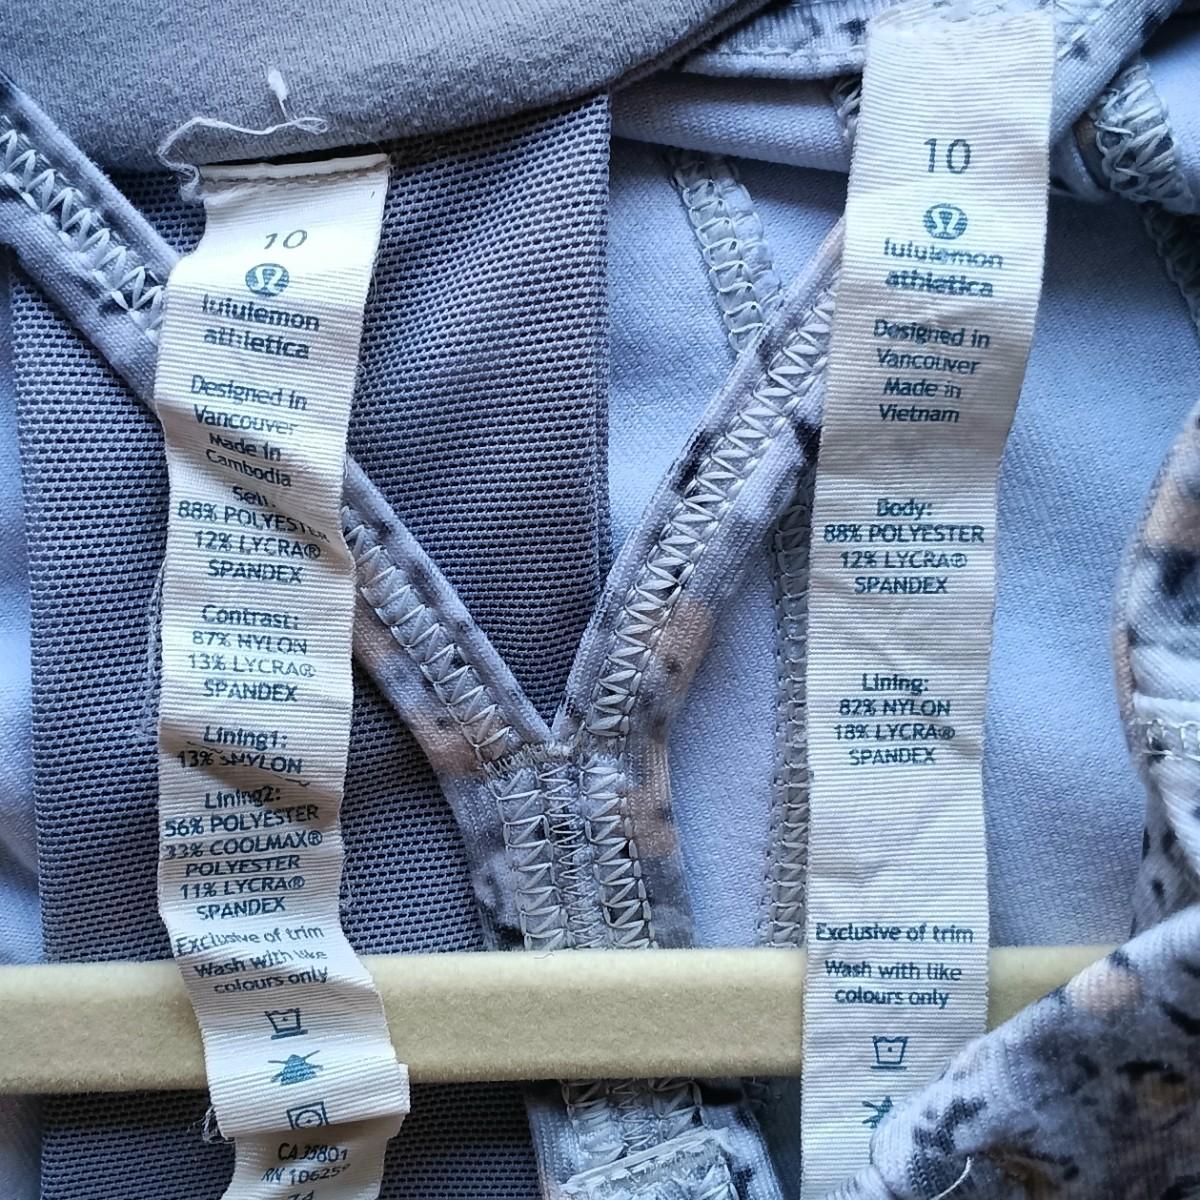 10
lululemon
athletica
Designed in
Vancouver
Made in
Cambodia
88% POLYESTER
12% LYCRA®
SPANDEX
Contrast:
87% NYLON
13% LYCRA®
SPANDEX
Lining1:
13% NYLON
Lining2:
56% POLYESTER
33% COOLMAX®
POLYESTER
11% LYCRA®
SPANDEX
Exclusive of trim
Wash with like
colours only
RN
10
lululemon
athletica
Designed in
Vancouver
Made in
Vietnam
Body:
88% POLYESTER
12% LYCRA®
SPANDEX
Lining:
82% NYLON
18% LYCRA®
SPANDEX
Exclusive of trim
Wash with like
colours only